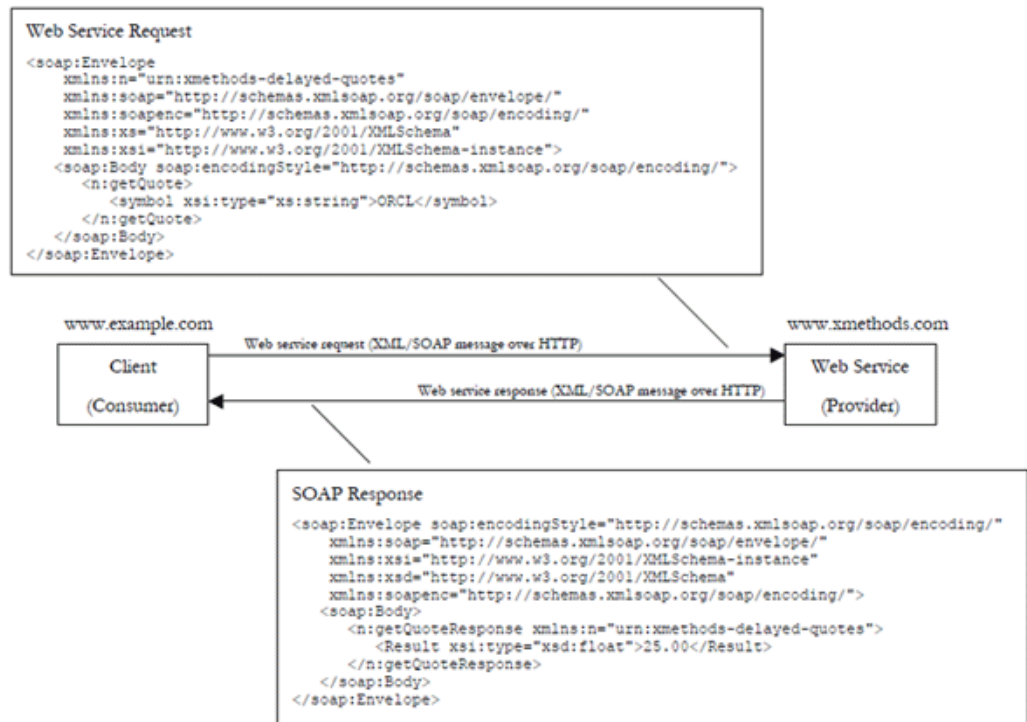 Web Service Request
<soap:Envelope
xmlns:n="urn:xmethods-delayed-quotes"
xmlns:soap="http://schemas.xmlsoap.org/soap/envelope/"
xmlns:soapenc="http://schemas.xmlsoap.org/soap/encoding/"
xmlns:xs="http://www.w3.org/2001/XMLSchema"
xmlns:xsi="http://www.w3.org/2001/XMLSchema-instance">
<soap:Body soap:encodingStyle="http://schemas.xmlsoap.org/soap/encoding/">
<n:getQuote>
<symbol xsi:type="xs:string">ORCL</symbol>
</n:getQuote>
</soap:Body>
</soap:Envelope>
www.example.com
www.xmethods.com
Web service request (XML/SOAP message over HTTP)
Client
(Consumer)
Web Service
(Provider)
Web service response (XML/SOAP message over HTTP)
SOAP Response
<soap:Envelope soap:encodingStyle="http://schemas.xmlsoap.org/soap/encoding/"
xmlns:soap="http://schemas.xmlsoap.org/soap/envelope/"
xmlns:xsi="http://www.w3.org/2001/XMLSchema-instance"
xmlns:xsd="http://www.w3.org/2001/XMLSchema"
xmlns:soapenc="http://schemas.xmlsoap.org/soap/encoding/">
<soap:Body>
<n:getQuoteResponse xmlns:n="urn:xmethods-delayed-quotes">
<Result xsi:type="xsd:float">25.00</Result>
</n:getQuoteResponse>
</soap:Body>
</soap:Envelope>